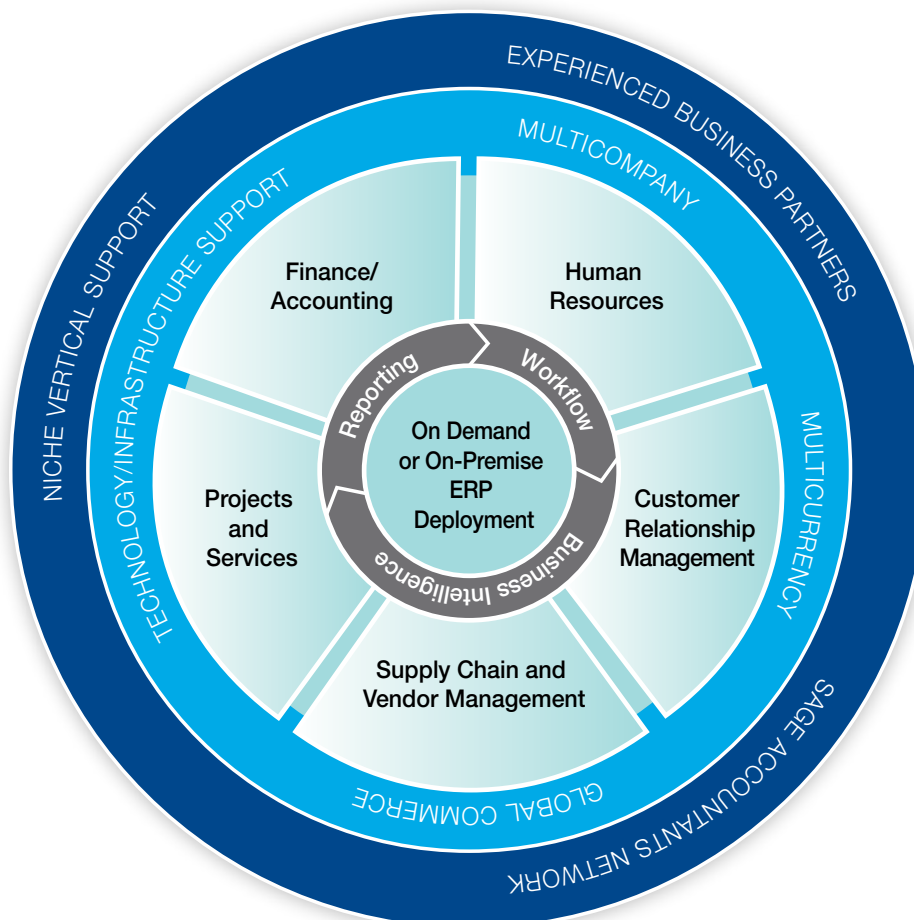 EXPERIENCED BUSINESS PARTNERS
NICHE VERTICAL SUPPORT
SAGE ACCOUNTANTS NETWORK
TECHNOLOGY/INFRASTRUCTURE SUPPORT
MULTICOMPANY
MULTICURRENCY
GLOBAL COMMERCE
Finance/
Accounting
Human
Resources
Projects
and
Services
Customer
Relationship
Management
Supply Chain and
Vendor Management
Reporting
Workflow
Business Intelligence
On Demand
or On-Premise
ERP
Deployment